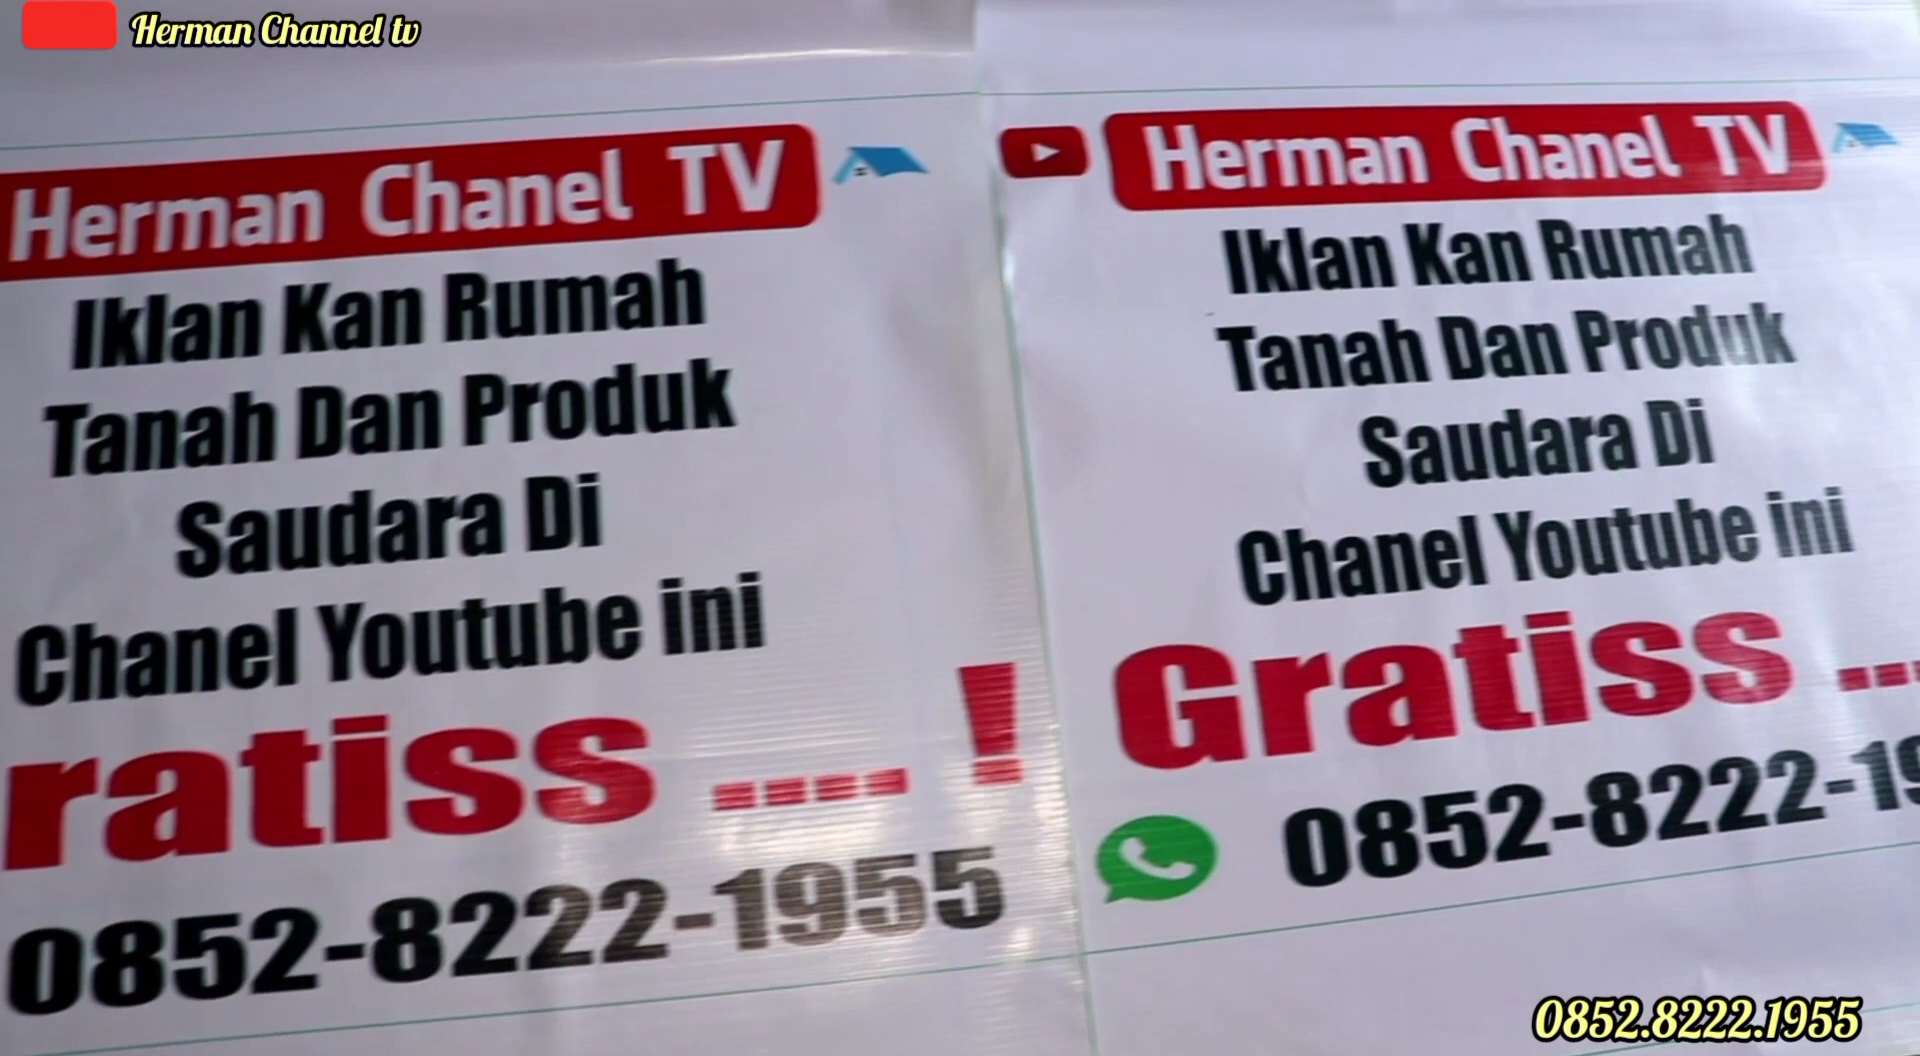 Herman Channel tv
Herman Chanel TV
Iklan Kan Rumah
Tanah Dan Produk
Saudara Di
Chanel Youtube ini
ratiss .... !
0852-8222-1955
Herman Chanel TV
Iklan Kan Rumah
Tanah Dan Produk
Saudara Di
Chanel Youtube ini
Gratiss ...
0852-8222-19
0852.8222.1955